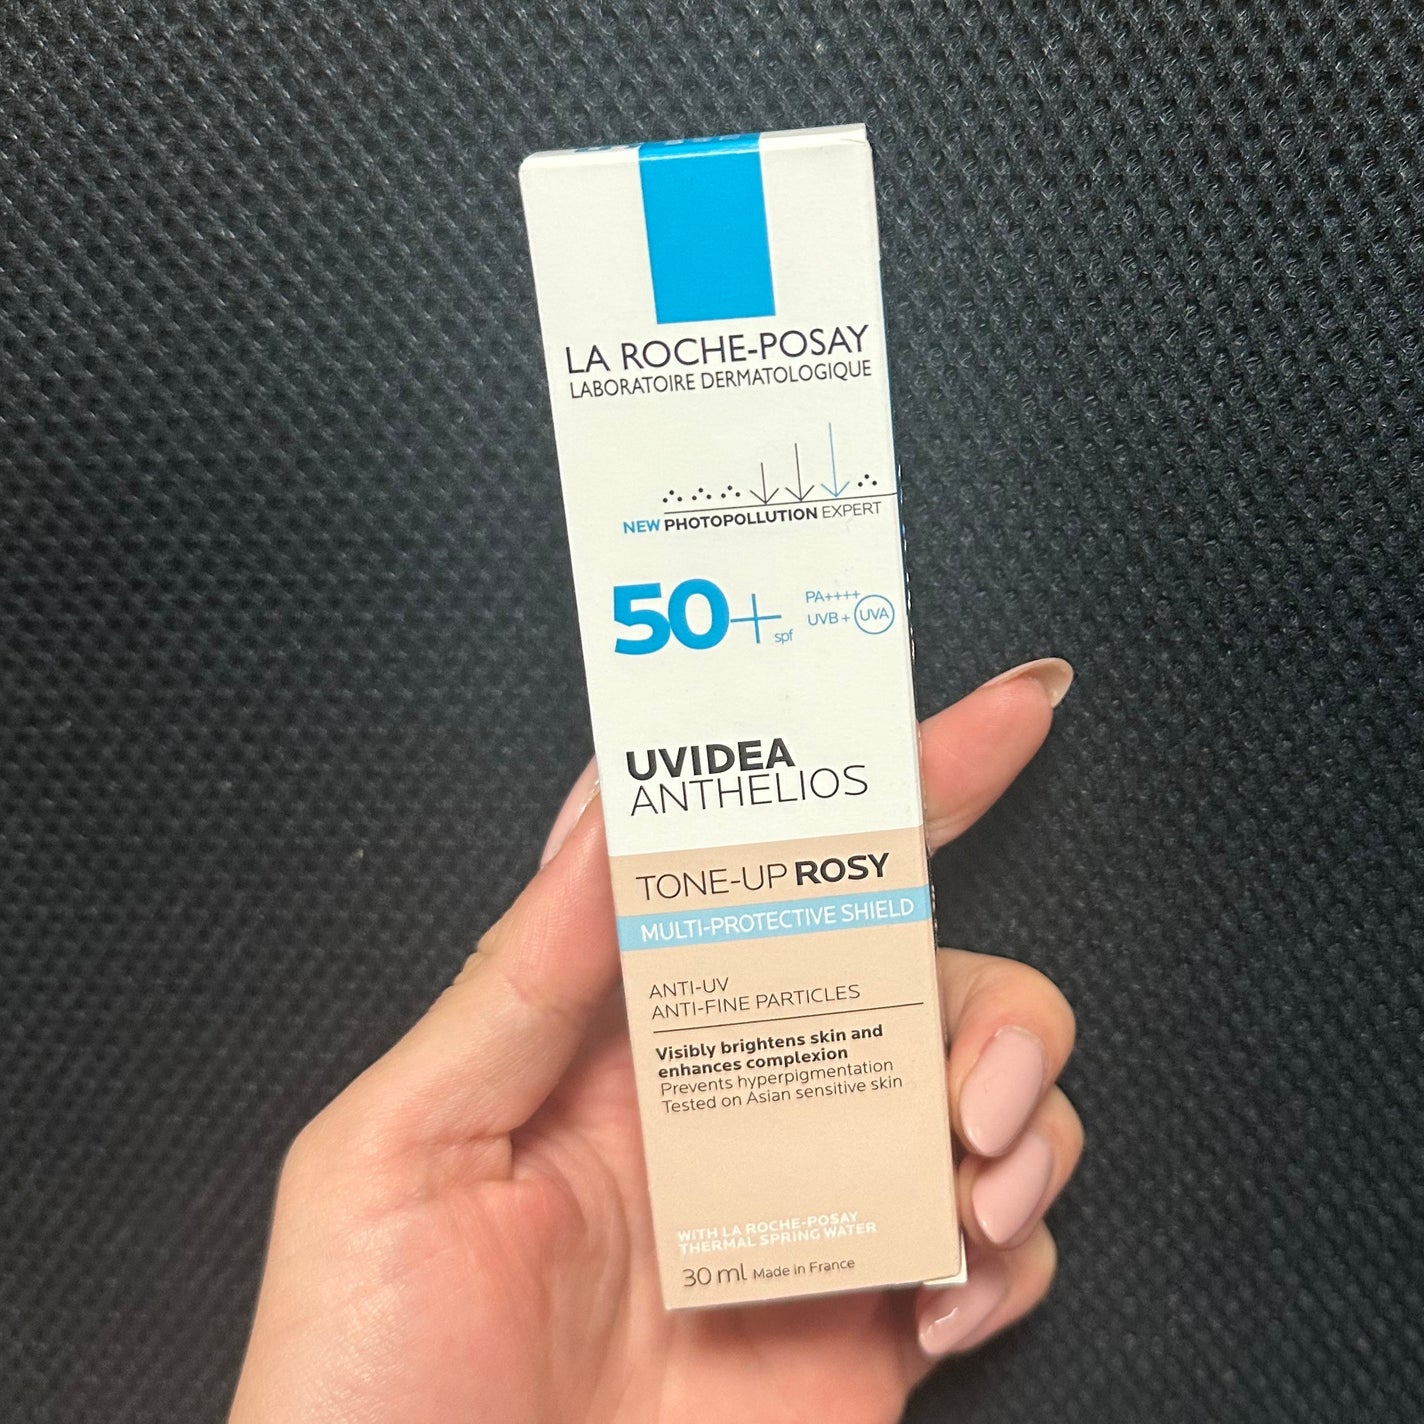 LA ROCHE-POSAY
LABORATOIRE DERMATOLOGIQUE
NEW PHOTOPOLLUTION EXPERT
50+ spf
PA++++
UVB + UVA
UVIDEA
ANTHELIOS
TONE-UP ROSY
MULTI-PROTECTIVE SHIELD
ANTI-UV
ANTI-FINE PARTICLES
Visibly brightens skin and
enhances complexion
Prevents hyperpigmentation
Tested on Asian sensitive skin
WITH LA ROCHE-POSAY
THERMAL SPRING WATER
30 ml Made in France